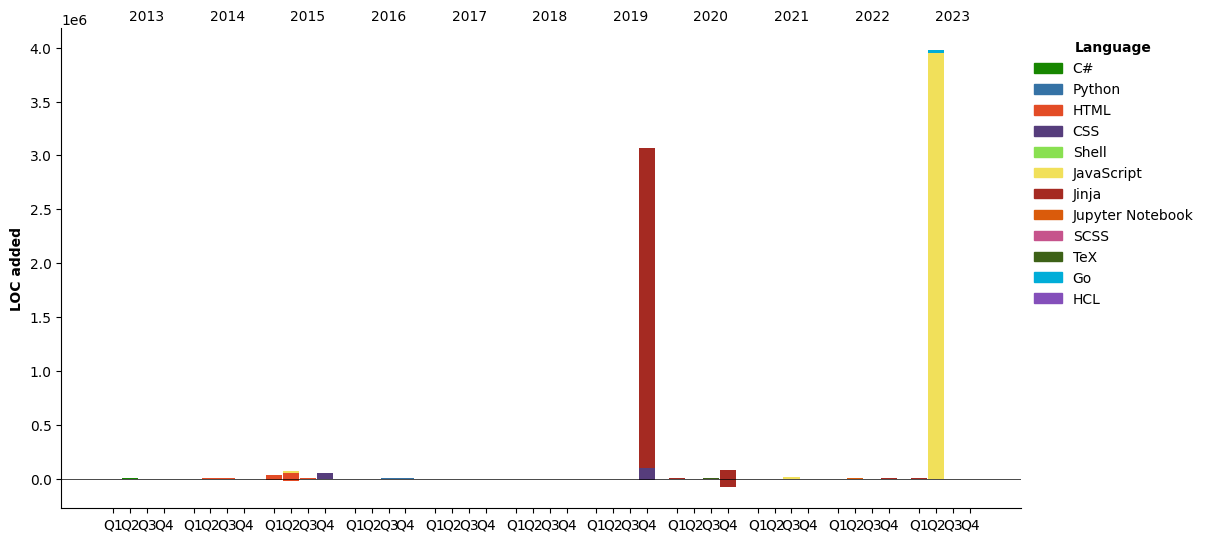 2013 2014 2015 2016 2017 2018 2019 2020 2021 2022 2023
1e6
4.0
3.5
3.0
2.5
2.0
1.5
1.0
0.5
0.0
LOC added
Q1Q2Q3Q4 Q1Q2Q3Q4 Q1Q2Q3Q4 Q1Q2Q3Q4 Q1Q2Q3Q4 Q1Q2Q3Q4 Q1Q2Q3Q4 Q1Q2Q3Q4 Q1Q2Q3Q4 Q1Q2Q3Q4 Q1Q2Q3Q4
Language
C#
Python
HTML
CSS
Shell
JavaScript
Jinja
Jupyter Notebook
SCSS
TeX
Go
HCL